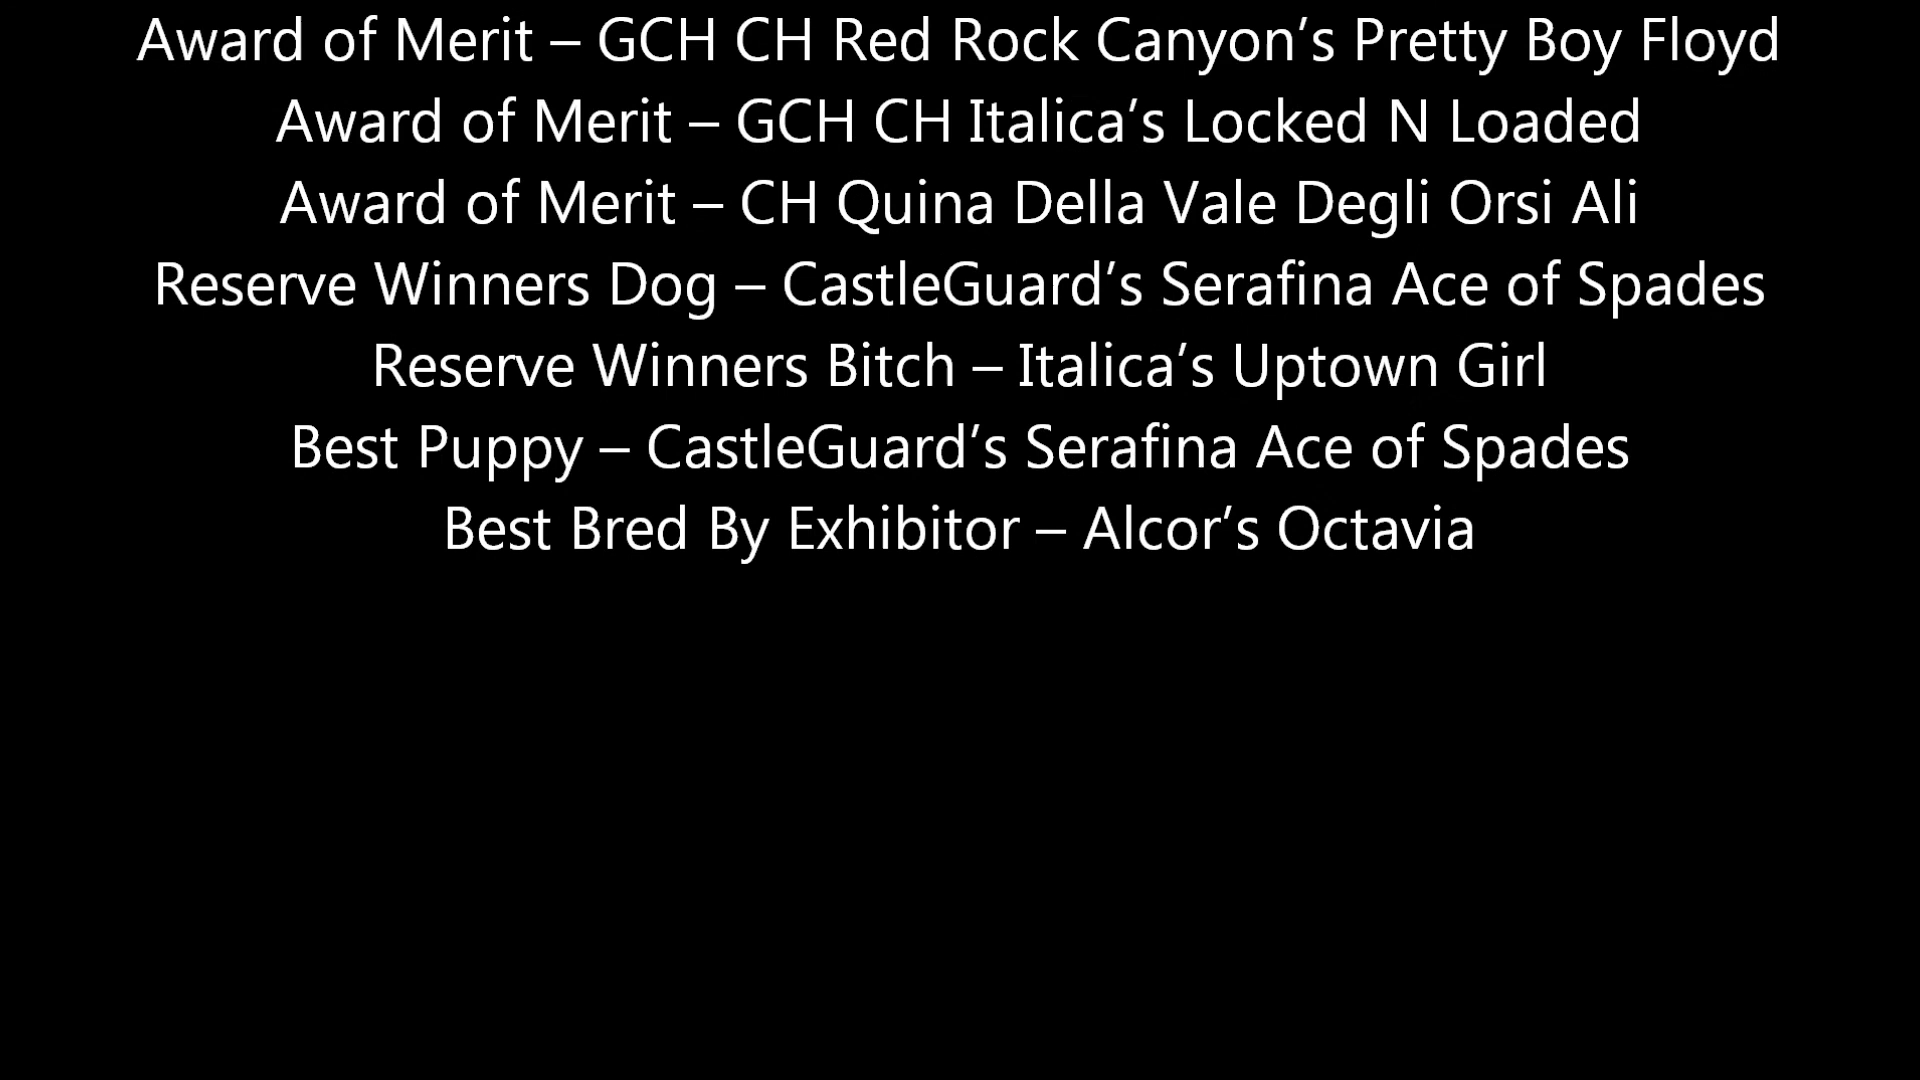 Award of Merit – GCH CH Red Rock Canyon’s Pretty Boy Floyd
Award of Merit – GCH CH Italica’s Locked N Loaded
Award of Merit – CH Quina Della Vale Degli Orsi Ali
Reserve Winners Dog – CastleGuard’s Serafina Ace of Spades
Reserve Winners Bitch – Italica’s Uptown Girl
Best Puppy – CastleGuard’s Serafina Ace of Spades
Best Bred By Exhibitor – Alcor’s Octavia